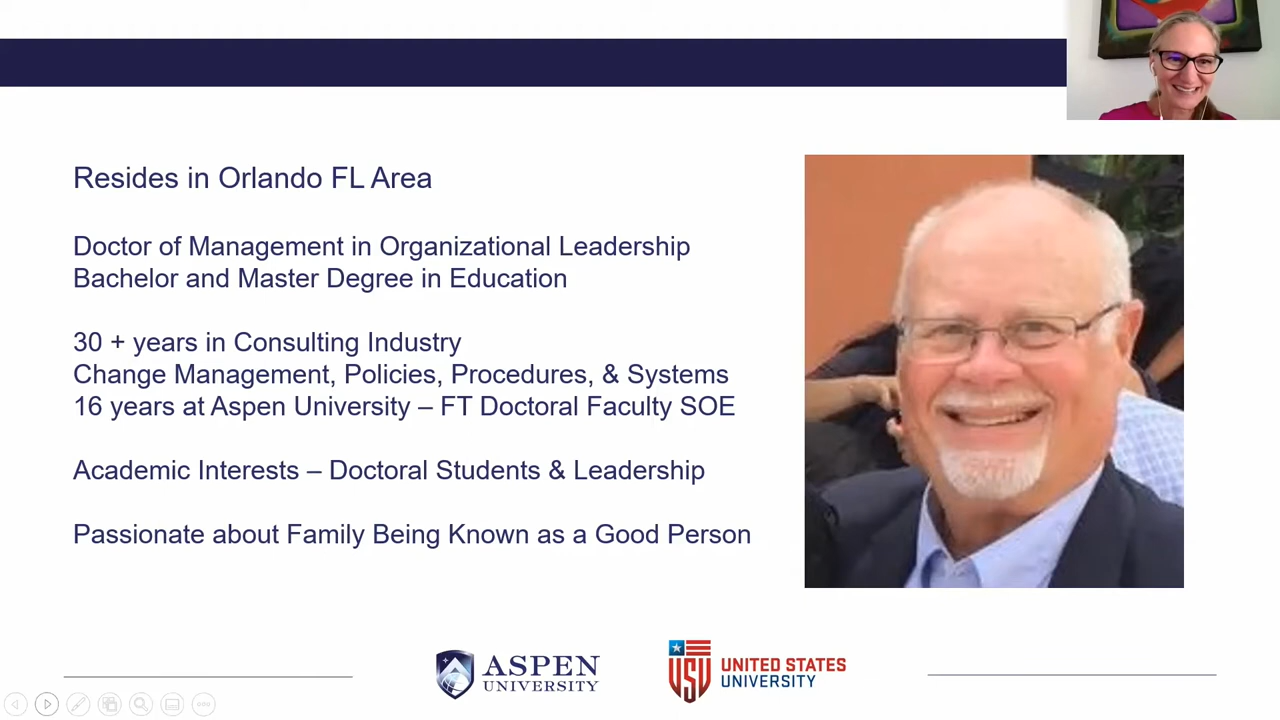 Resides in Orlando FL Area
Doctor of Management in Organizational Leadership
Bachelor and Master Degree in Education
30 + years in Consulting Industry
Change Management, Policies, Procedures, & Systems
16 years at Aspen University – FT Doctoral Faculty SOE
Academic Interests – Doctoral Students & Leadership
Passionate about Family Being Known as a Good Person
ASPEN
UNIVERSITY
USU
UNITED STATES
UNIVERSITY